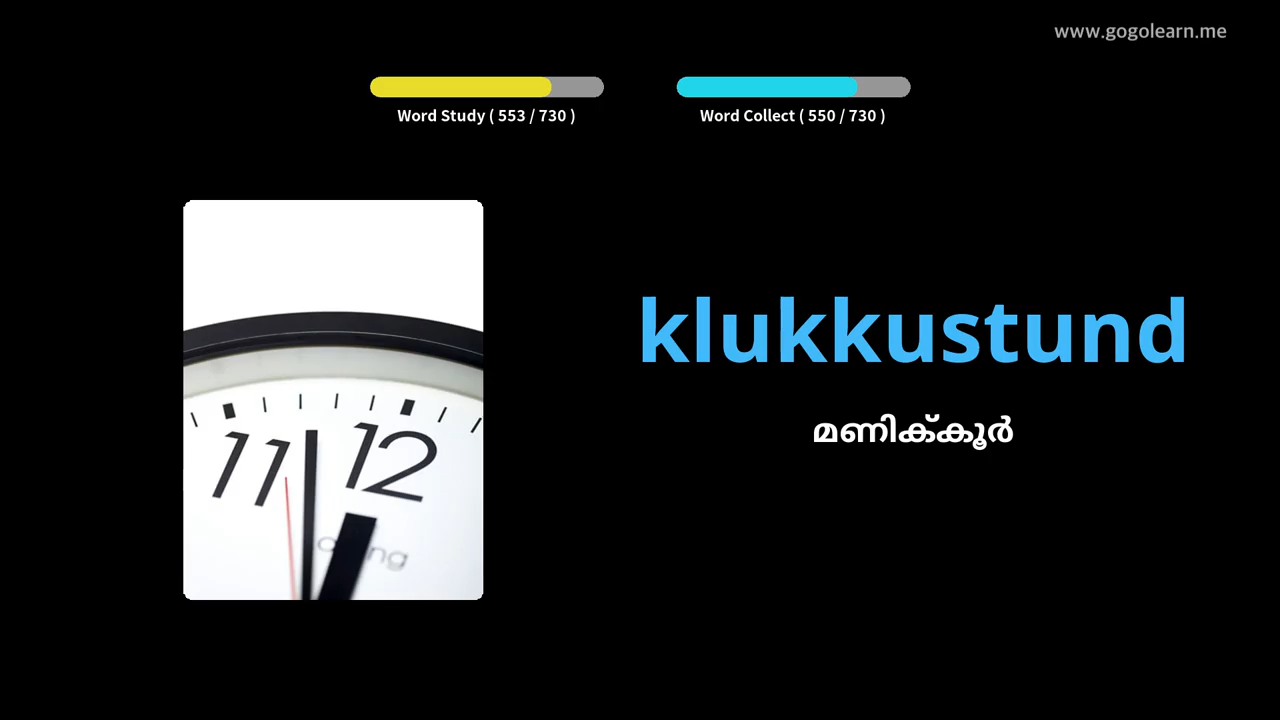 www.gogolearn.me
Word Study ( 553 / 730 )
Word Collect ( 550 / 730 )
11 12
klukkustund
മണിക്കൂർ